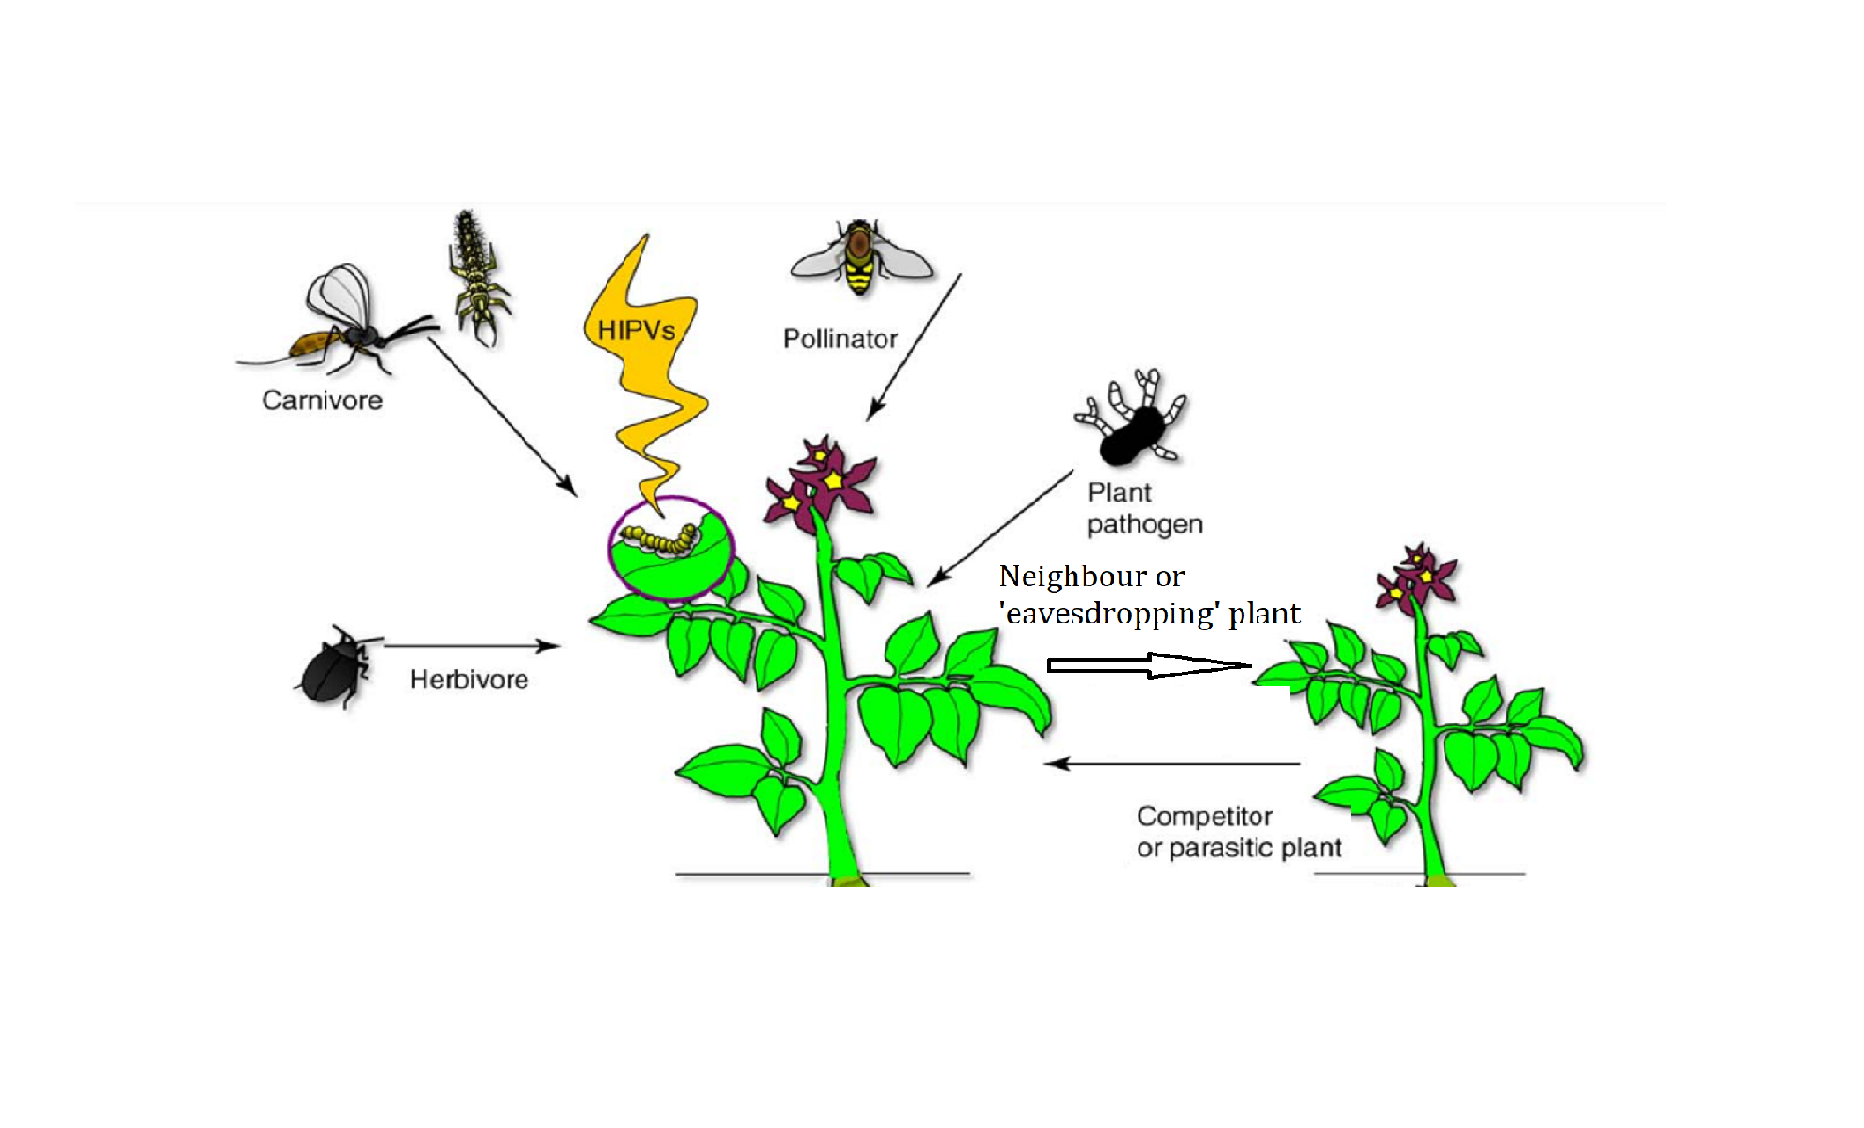 HIPVs
Pollinator
Carnivore
Plant
pathogen
Neighbour or
'eavesdropping' plant
Herbivore
Competitor
or parasitic plant